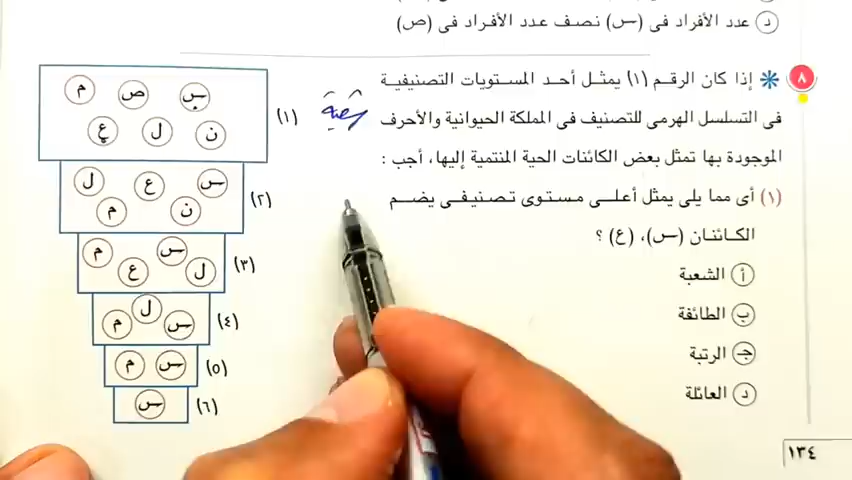 د عدد الأفراد فى (س) نصف عدد الأفراد فى (ص)
٨ إذا كان الرقم (١) يمثل أحد المستويات التصنيفية
فى التسلسل الهرمى للتصنيف فى المملكة الحيوانية والأحرف
الموجودة بها تمثل بعض الكائنات الحية المنتمية إليها، أجب :
(١) أى مما يلى يمثل أعلى مستوى تصنيفى يضم
الكائنان (س)، (ع) ؟
أ الشعبة
ب الطائفة
جـ الرتبة
د العائلة
(١) شعبة
س ص م
ن ل ع
(٢)
س ع ل
ن م
(٣)
س م
ل ع
(٤)
ل
س م
(٥)
س م
(٦)
س
١٣٤